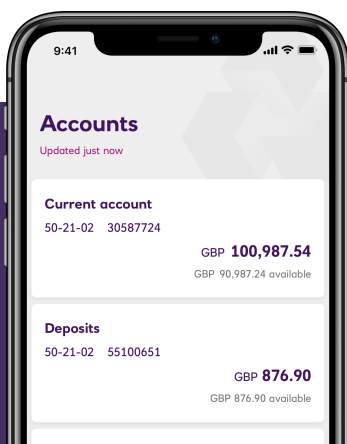 9:41
Accounts
Updated just now
Current account
50-21-02 30587724
GBP 100,987.54
GBP 90,987.24 available
Deposits
50-21-02 55100651
GBP 876.90
GBP 876.90 available